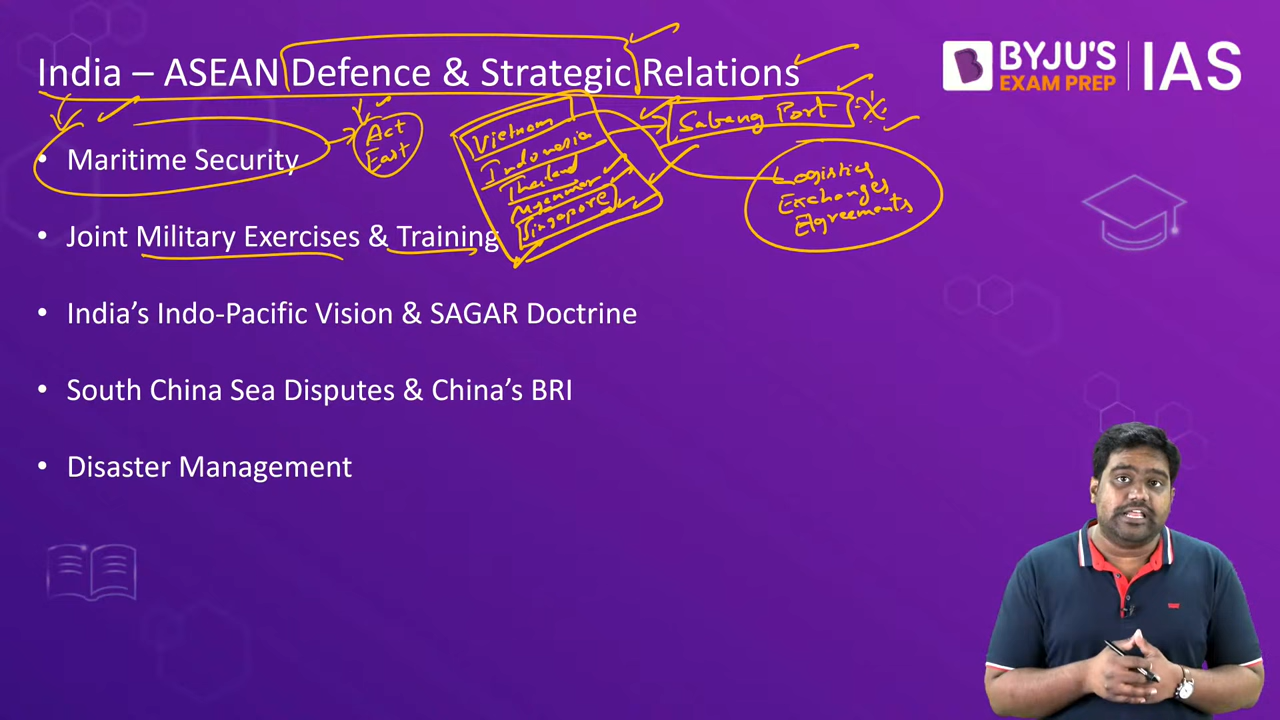 India – ASEAN Defence & Strategic Relations
BYJU'S
EXAM PREP
IAS
• Maritime Security
Act
East
Vietnam
Indonesia
Thailand
Myanmar
Singapore
Sabang Port
Logistics
Exchanges
Agreements
• Joint Military Exercises & Training
• India's Indo-Pacific Vision & SAGAR Doctrine
• South China Sea Disputes & China's BRI
• Disaster Management